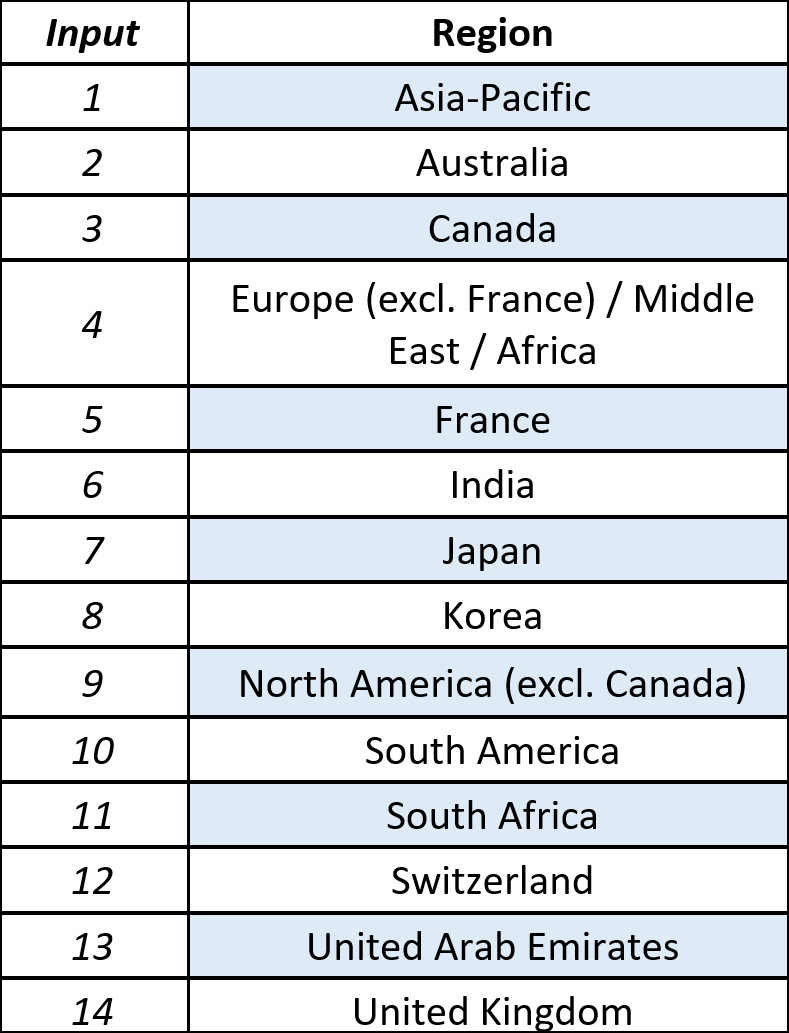 Input Region
1 Asia-Pacific
2 Australia
3 Canada
4 Europe (excl. France) / Middle
East / Africa
5 France
6 India
7 Japan
8 Korea
9 North America (excl. Canada)
10 South America
11 South Africa
12 Switzerland
13 United Arab Emirates
14 United Kingdom